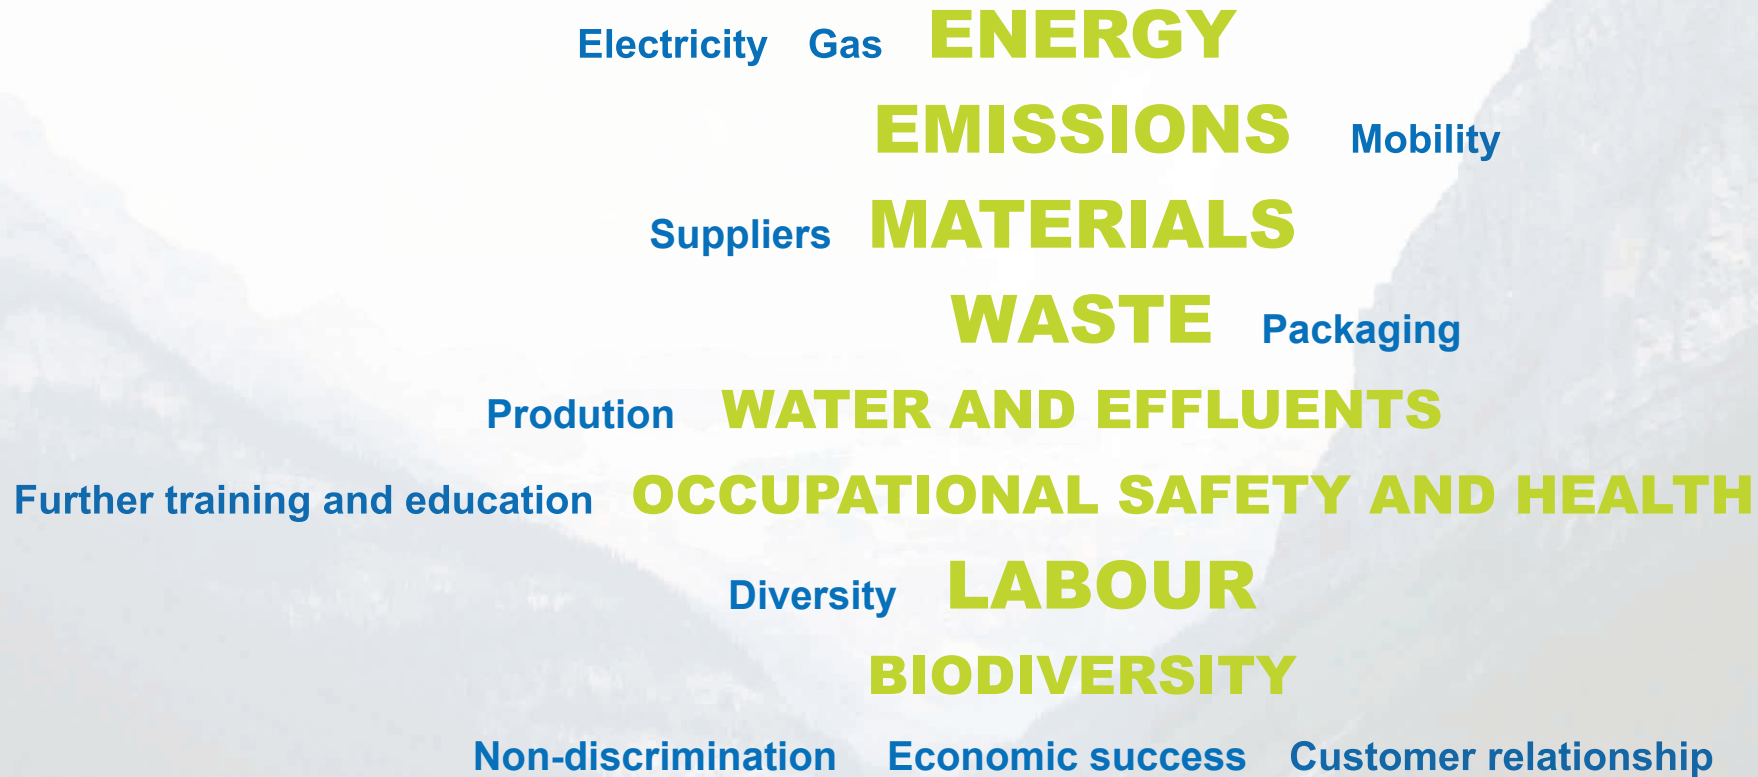 Electricity Gas ENERGY
EMISSIONS Mobility
Suppliers MATERIALS
WASTE Packaging
Prodution WATER AND EFFLUENTS
Further training and education OCCUPATIONAL SAFETY AND HEALTH
Diversity LABOUR
BIODIVERSITY
Non-discrimination Economic success Customer relationship